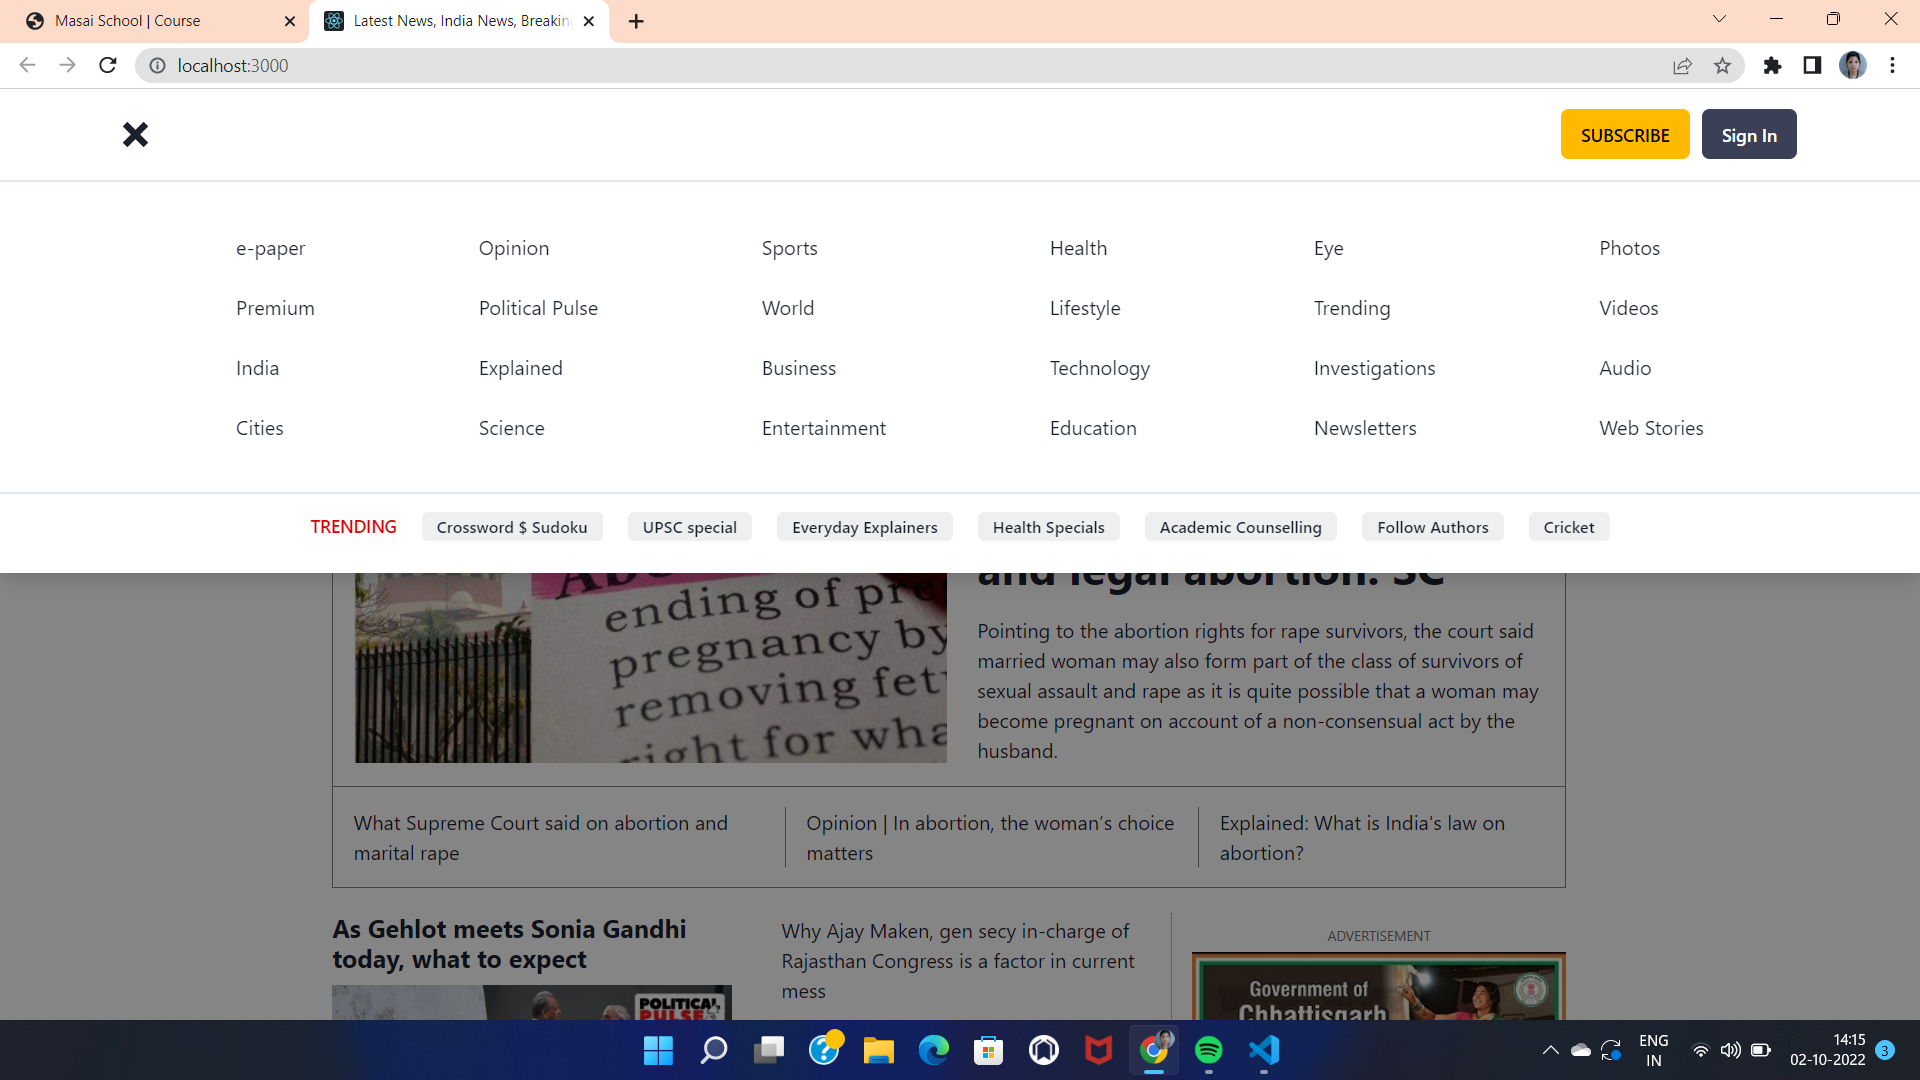 Masai School | Course
Latest News, India News, Breakin
localhost:3000
SUBSCRIBE
Sign In
e-paper Opinion Sports Health Eye Photos
Premium Political Pulse World Lifestyle Trending Videos
India Explained Business Technology Investigations Audio
Cities Science Entertainment Education Newsletters Web Stories
TRENDING Crossword $ Sudoku UPSC special Everyday Explainers Health Specials Academic Counselling Follow Authors Cricket
and legal abortion: SC
ending of pre
pregnancy by
removing fet
right for wha
Pointing to the abortion rights for rape survivors, the court said
married woman may also form part of the class of survivors of
sexual assault and rape as it is quite possible that a woman may
become pregnant on account of a non-consensual act by the
husband.
What Supreme Court said on abortion and
marital rape
Opinion | In abortion, the woman’s choice
matters
Explained: What is India's law on
abortion?
As Gehlot meets Sonia Gandhi
today, what to expect
POLITICAL
PULSE
Why Ajay Maken, gen secy in-charge of
Rajasthan Congress is a factor in current
mess
ADVERTISEMENT
Government of
Chhattisgarh
ENG
IN
14:15
02-10-2022
3